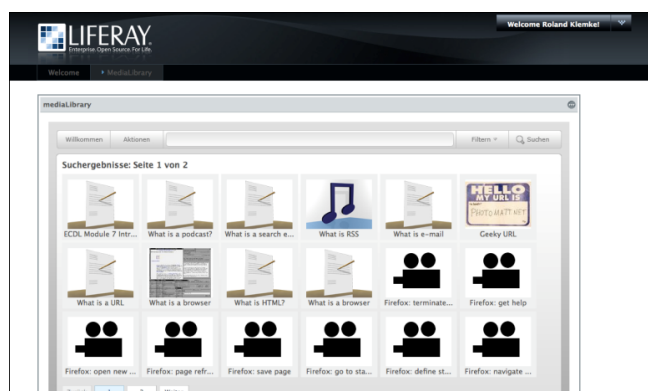 Welcome Roland Klemke!
LIFERAY.
Enterprise. Open Source. For Life.
Welcome MediaLibrary
mediaLibrary
Willkommen Aktionen Filtern Suchen
Suchergebnisse: Seite 1 von 2
HELLO
MY URL IS
PHOTOMATT.NET
ECDL Module 7 Intr... What is a podcast? What is a search e... What is RSS What is e-mail Geeky URL
What is a URL What is a browser What is HTML? What is a browser Firefox: terminate... Firefox: get help
Firefox: open new ... Firefox: page refr... Firefox: save page Firefox: go to sta... Firefox: define st... Firefox: navigate ...